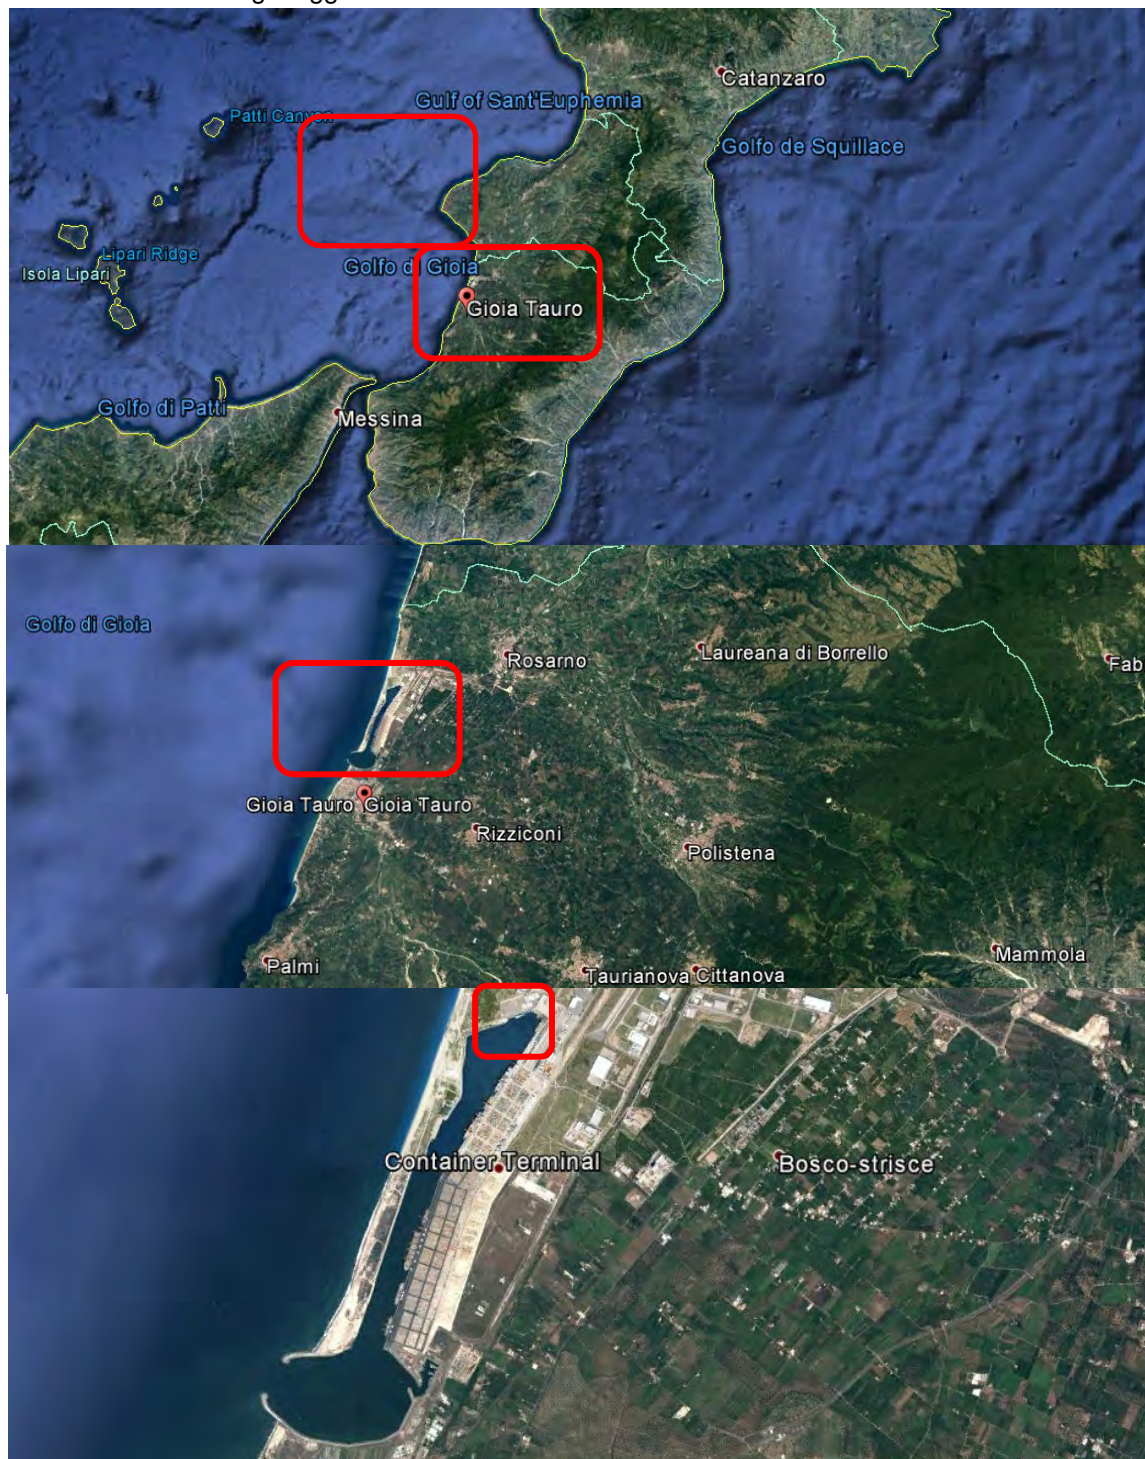 Catanzaro
Gulf of Sant'Euphemia
Patti Canyon
Golfo de Squillace
Lipari Ridge
Isola Lipari
Golfo di Gioia
Gioia Tauro
Golfo di Patti
Messina
Golfo di Gioia
Rosarno
Laureana di Borrello
Fab
Gioia Tauro
Gioia Tauro
Rizziconi
Polistena
Palmi
Taurianova
Cittanova
Mammola
Container Terminal
Bosco-strisce